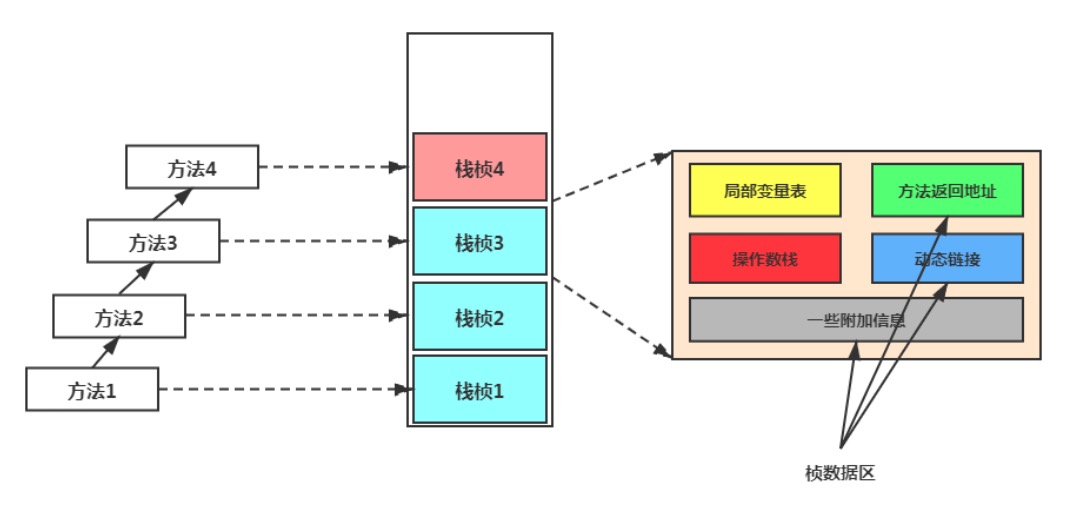 方法4
方法3
方法2
方法1
栈桢4
栈桢3
栈桢2
栈桢1
局部变量表
方法返回地址
操作数栈
动态链接
一些附加信息
桢数据区